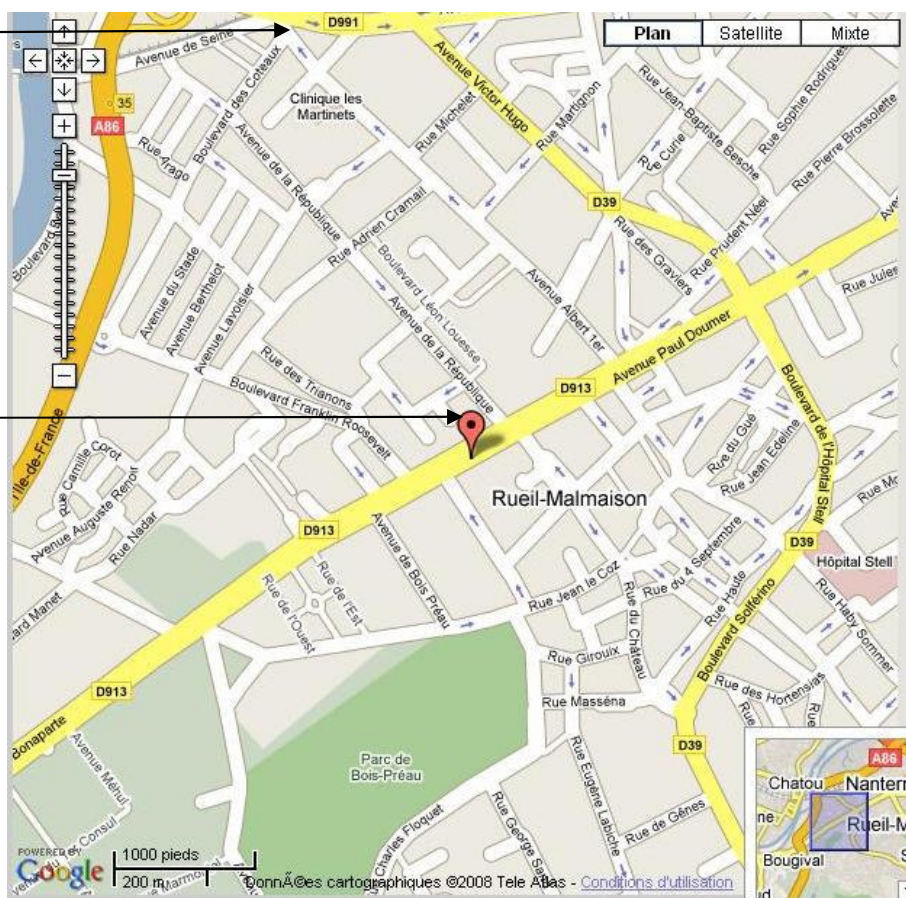 D991
Plan
Satellite
Mixte
Avenue de Seine
Avenue Victor Hugo
Rue Jean-Baptiste Besche
Rue Sophie Rodrigues
Clinique les
Martinets
Rue Michelet
Rue Martignon
Rue Curie
Rue Pierre Brossolette
35
A86
Boulevard des Coteaux
Avenue de la République
Rue Adrien Cramail
D39
Rue des Graviers
Rue Prudent Néel
Avenue du Stade
Avenue Berthelot
Avenue Lavoisier
Boulevard Léon Louesse
Avenue de la République
Avenue Albert 1er
Rue Jules
Rue des Trianons
Boulevard Franklin Roosevelt
D913
Avenue Paul Doumer
Boulevard de l'Hôpital Stell
l'Ile-de-France
Rue Camille Corot
Avenue Auguste Renoir
Rue Nadar
Rue du Gué
Rue Jean Edeline
Rueil-Malmaison
D913
Avenue de Bois Préau
D39
Hôpital Stell
Rue de l'Ouest
Rue de l'Est
Rue Jean le Coz
Rue du 4 Septembre
Rue Haute
Rue du Château
Boulevard Solférino
Rue Haby Sommer
Rue Girouix
Rue Masséna
Rue des Hortensias
D913
Bonaparte
Avenue Méhul
Parc de
Bois-Préau
D39
Rue Eugène Labiche
Rue de Gênes
Charles Floquet
A86
Chatou
Nanterr
Rueil-M
Bougival
POWERED BY
Google
1000 pieds
200 m
DonnÃ©es cartographiques ©2008 Tele Atlas - Conditions d'utilisation